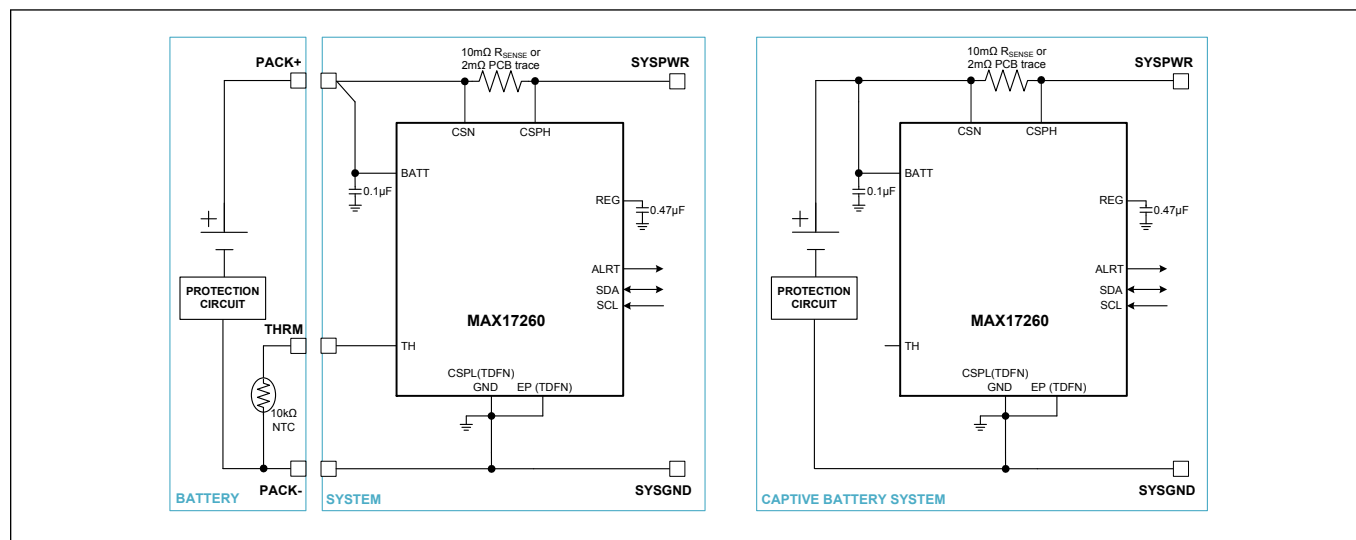 PACK+
10mΩ RSENSE or
2mΩ PCB trace
SYSPWR
CSN
CSPH
BATT
0.1µF
REG
0.47µF
+
PROTECTION
CIRCUIT
ALRT
SDA
SCL
MAX17260
THRM
TH
10kΩ
NTC
CSPL(TDFN)
GND
EP (TDFN)
BATTERY
PACK-
SYSTEM
SYSGND
10mΩ RSENSE or
2mΩ PCB trace
SYSPWR
CSN
CSPH
BATT
0.1µF
REG
0.47µF
+
PROTECTION
CIRCUIT
ALRT
SDA
SCL
MAX17260
TH
CSPL(TDFN)
GND
EP (TDFN)
CAPTIVE BATTERY SYSTEM
SYSGND